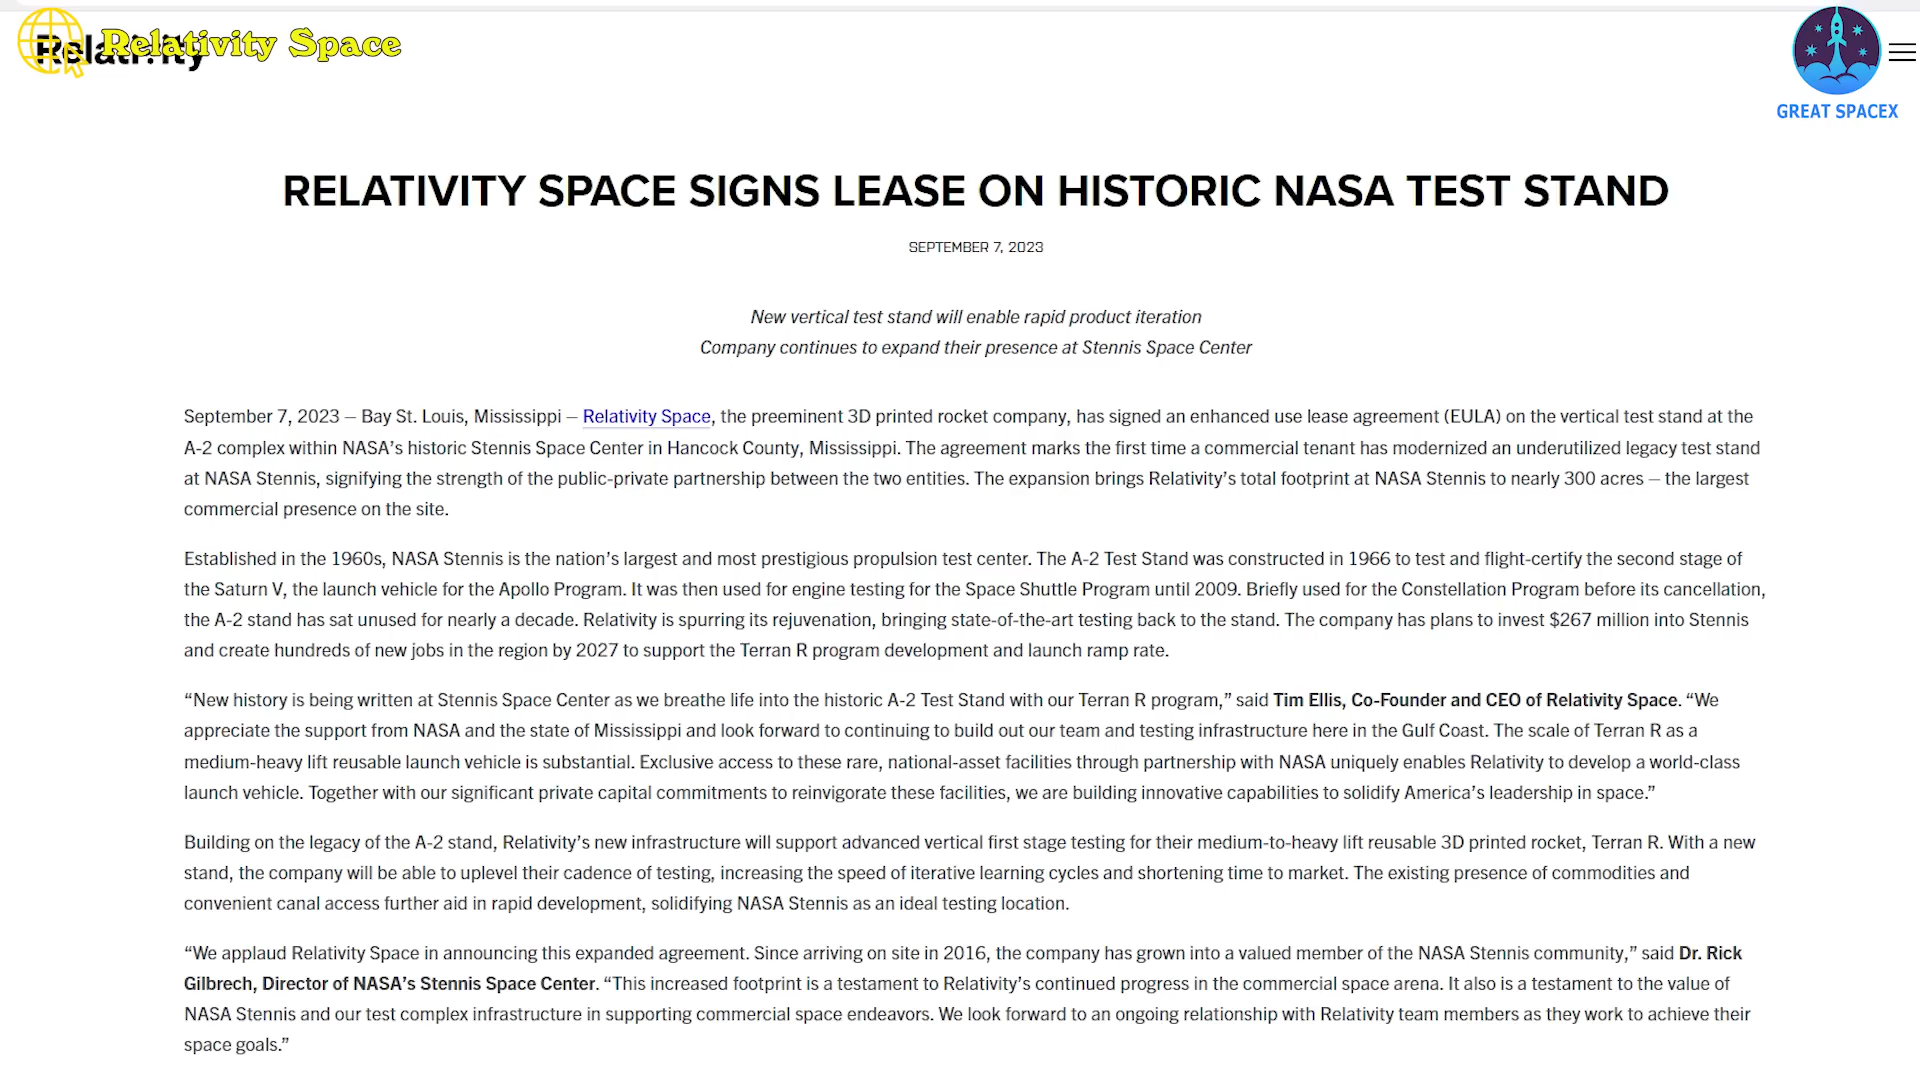 Relativity
Relativity Space
GREAT SPACEX
RELATIVITY SPACE SIGNS LEASE ON HISTORIC NASA TEST STAND
SEPTEMBER 7, 2023
New vertical test stand will enable rapid product iteration
Company continues to expand their presence at Stennis Space Center
September 7, 2023 – Bay St. Louis, Mississippi – Relativity Space, the preeminent 3D printed rocket company, has signed an enhanced use lease agreement (EULA) on the vertical test stand at the
A-2 complex within NASA’s historic Stennis Space Center in Hancock County, Mississippi. The agreement marks the first time a commercial tenant has modernized an underutilized legacy test stand
at NASA Stennis, signifying the strength of the public-private partnership between the two entities. The expansion brings Relativity’s total footprint at NASA Stennis to nearly 300 acres – the largest
commercial presence on the site.
Established in the 1960s, NASA Stennis is the nation’s largest and most prestigious propulsion test center. The A-2 Test Stand was constructed in 1966 to test and flight-certify the second stage of
the Saturn V, the launch vehicle for the Apollo Program. It was then used for engine testing for the Space Shuttle Program until 2009. Briefly used for the Constellation Program before its cancellation,
the A-2 stand has sat unused for nearly a decade. Relativity is spurring its rejuvenation, bringing state-of-the-art testing back to the stand. The company has plans to invest $267 million into Stennis
and create hundreds of new jobs in the region by 2027 to support the Terran R program development and launch ramp rate.
“New history is being written at Stennis Space Center as we breathe life into the historic A-2 Test Stand with our Terran R program,” said Tim Ellis, Co-Founder and CEO of Relativity Space. “We
appreciate the support from NASA and the state of Mississippi and look forward to continuing to build out our team and testing infrastructure here in the Gulf Coast. The scale of Terran R as a
medium-heavy lift reusable launch vehicle is substantial. Exclusive access to these rare, national-asset facilities through partnership with NASA uniquely enables Relativity to develop a world-class
launch vehicle. Together with our significant private capital commitments to reinvigorate these facilities, we are building innovative capabilities to solidify America’s leadership in space.”
Building on the legacy of the A-2 stand, Relativity’s new infrastructure will support advanced vertical first stage testing for their medium-to-heavy lift reusable 3D printed rocket, Terran R. With a new
stand, the company will be able to uplevel their cadence of testing, increasing the speed of iterative learning cycles and shortening time to market. The existing presence of commodities and
convenient canal access further aid in rapid development, solidifying NASA Stennis as an ideal testing location.
“We applaud Relativity Space in announcing this expanded agreement. Since arriving on site in 2016, the company has grown into a valued member of the NASA Stennis community,” said Dr. Rick
Gilbrech, Director of NASA’s Stennis Space Center. “This increased footprint is a testament to Relativity’s continued progress in the commercial space arena. It also is a testament to the value of
NASA Stennis and our test complex infrastructure in supporting commercial space endeavors. We look forward to an ongoing relationship with Relativity team members as they work to achieve their
space goals.”